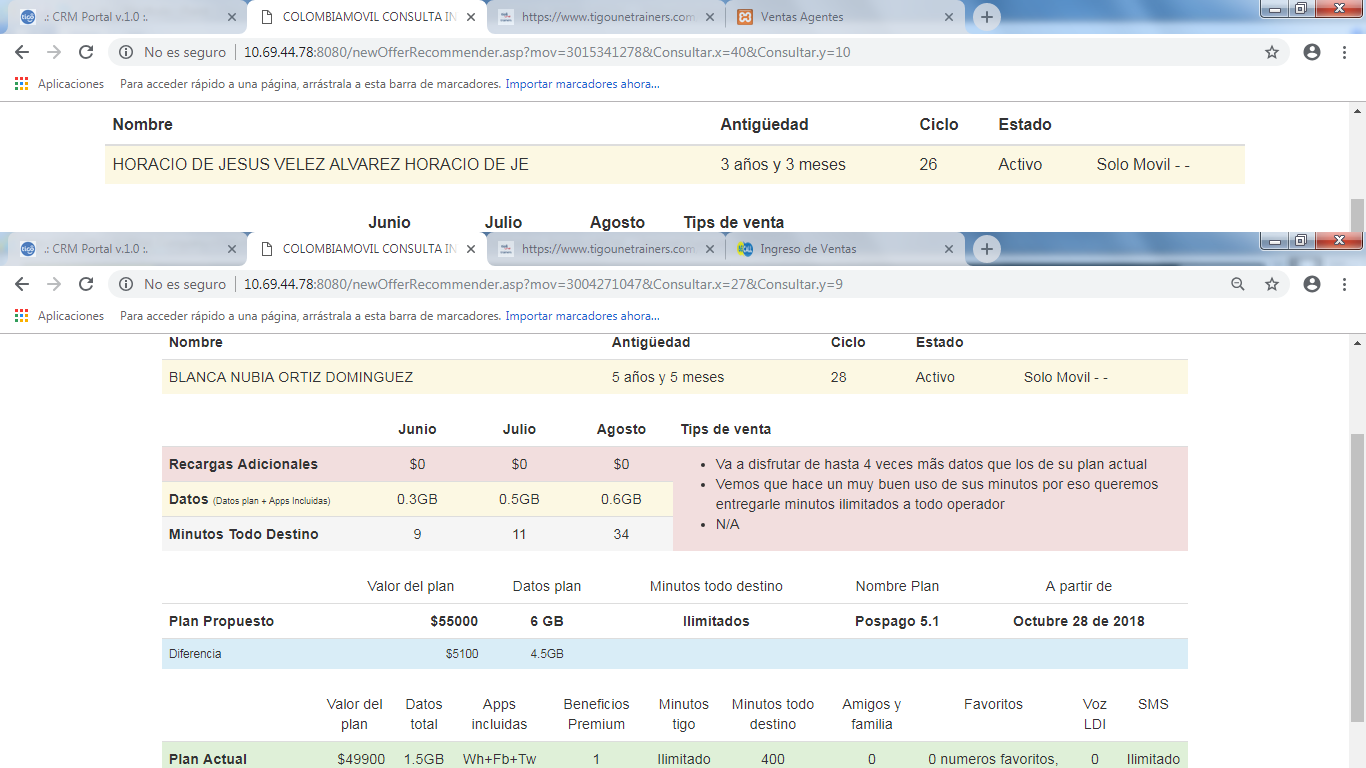 .: CRM Portal v.1.0 :. COLOMBIAMOVIL CONSULTA IN https://www.tigounetrainers.com Ventas Agentes
No es seguro 10.69.44.78:8080/newOfferRecommender.asp?mov=3015341278&Consultar.x=40&Consultar.y=10
Aplicaciones Para acceder rápido a una página, arrástrala a esta barra de marcadores. Importar marcadores ahora...
Nombre Antigüedad Ciclo Estado
HORACIO DE JESUS VELEZ ALVAREZ HORACIO DE JE 3 años y 3 meses 26 Activo Solo Movil - -
Junio Julio Agosto Tips de venta
.: CRM Portal v.1.0 :. COLOMBIAMOVIL CONSULTA IN https://www.tigounetrainers.com Ingreso de Ventas
No es seguro 10.69.44.78:8080/newOfferRecommender.asp?mov=3004271047&Consultar.x=27&Consultar.y=9
Aplicaciones Para acceder rápido a una página, arrástrala a esta barra de marcadores. Importar marcadores ahora...
Nombre Antigüedad Ciclo Estado
BLANCA NUBIA ORTIZ DOMINGUEZ 5 años y 5 meses 28 Activo Solo Movil - -
Junio Julio Agosto Tips de venta
Recargas Adicionales $0 $0 $0
Datos (Datos plan + Apps Incluidas) 0.3GB 0.5GB 0.6GB
Minutos Todo Destino 9 11 34
• Va a disfrutar de hasta 4 veces mãs datos que los de su plan actual
• Vemos que hace un muy buen uso de sus minutos por eso queremos
entregarle minutos ilimitados a todo operador
• N/A
Valor del plan Datos plan Minutos todo destino Nombre Plan A partir de
Plan Propuesto $55000 6 GB Ilimitados Pospago 5.1 Octubre 28 de 2018
Diferencia $5100 4.5GB
Valor del Datos Apps Beneficios Minutos Minutos todo Amigos y Favoritos Voz SMS
plan total incluidas Premium tigo destino familia LDI
Plan Actual $49900 1.5GB Wh+Fb+Tw 1 Ilimitado 400 0 0 numeros favoritos, 0 Ilimitado